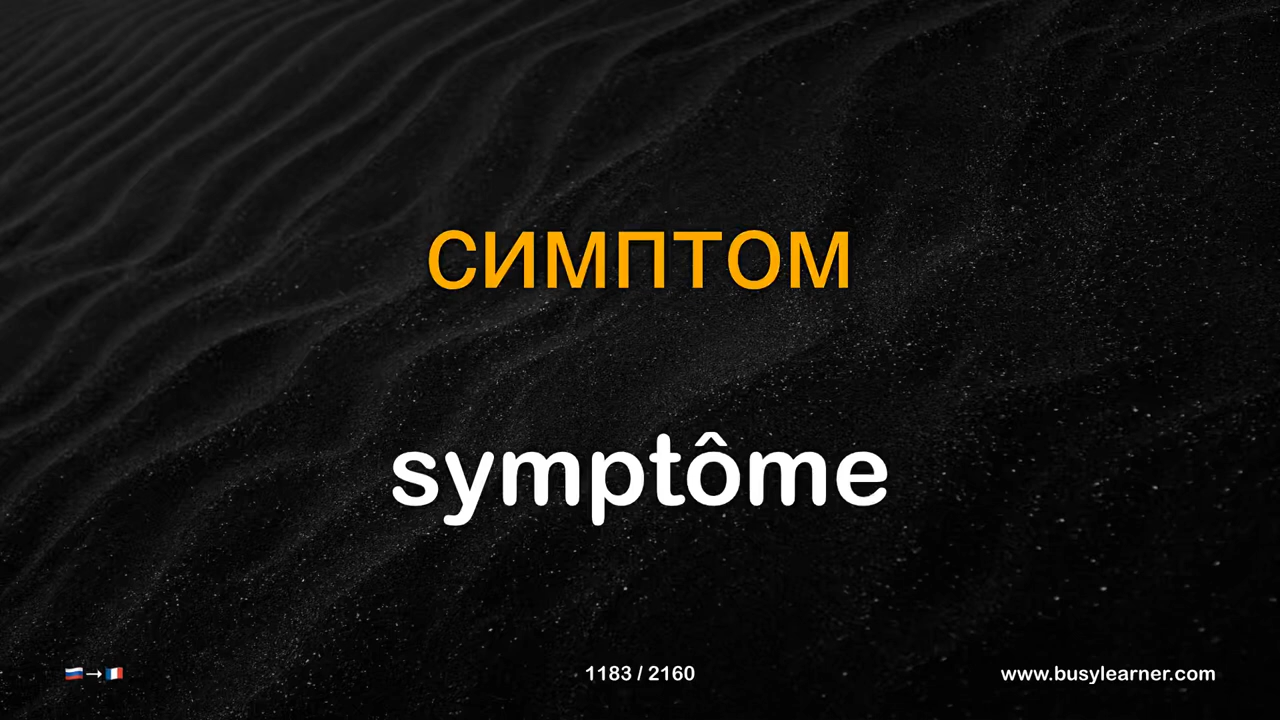 симптом
symptôme
🇷🇺→🇫🇷
1183 / 2160
www.busylearner.com